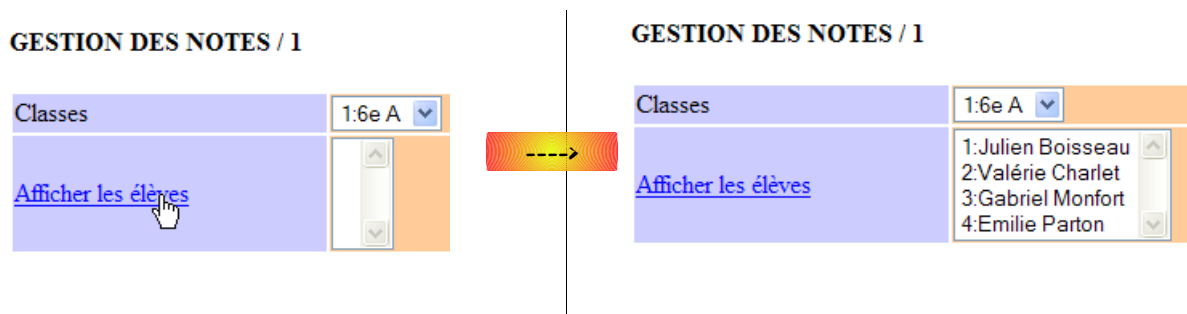 GESTION DES NOTES / 1
Classes
1:6e A
Afficher les élèves
---->
GESTION DES NOTES / 1
Classes
1:6e A
Afficher les élèves
1:Julien Boisseau
2:Valérie Charlet
3:Gabriel Monfort
4:Emilie Parton